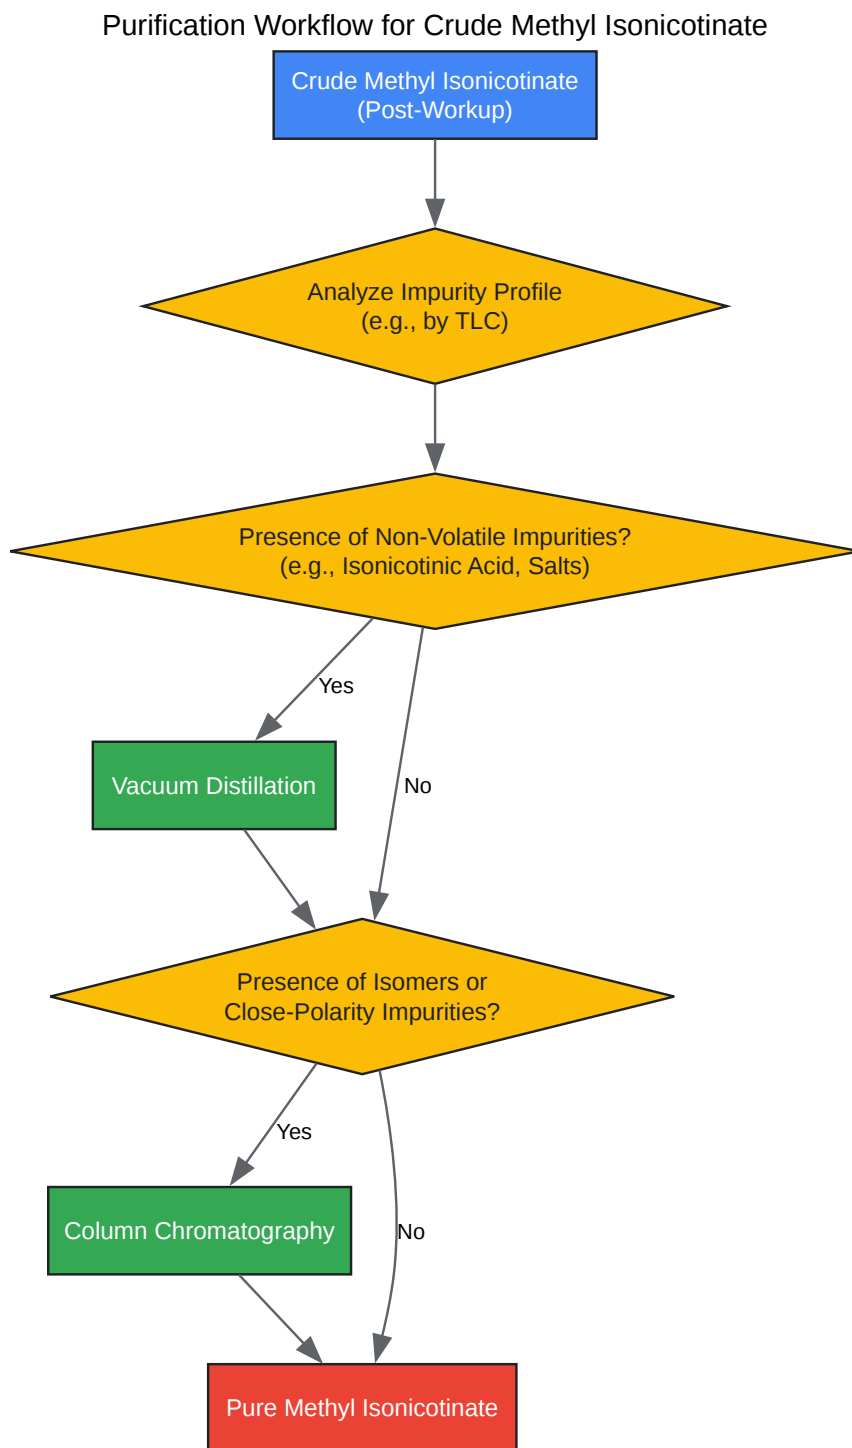 Purification Workflow for Crude Methyl Isonicotinate
Crude Methyl Isonicotinate
(Post-Workup)
Analyze Impurity Profile
(e.g., by TLC)
Presence of Non-Volatile Impurities?
(e.g., Isonicotinic Acid, Salts)
Yes
Vacuum Distillation
No
Presence of Isomers or
Close-Polarity Impurities?
Yes
Column Chromatography
No
Pure Methyl Isonicotinate